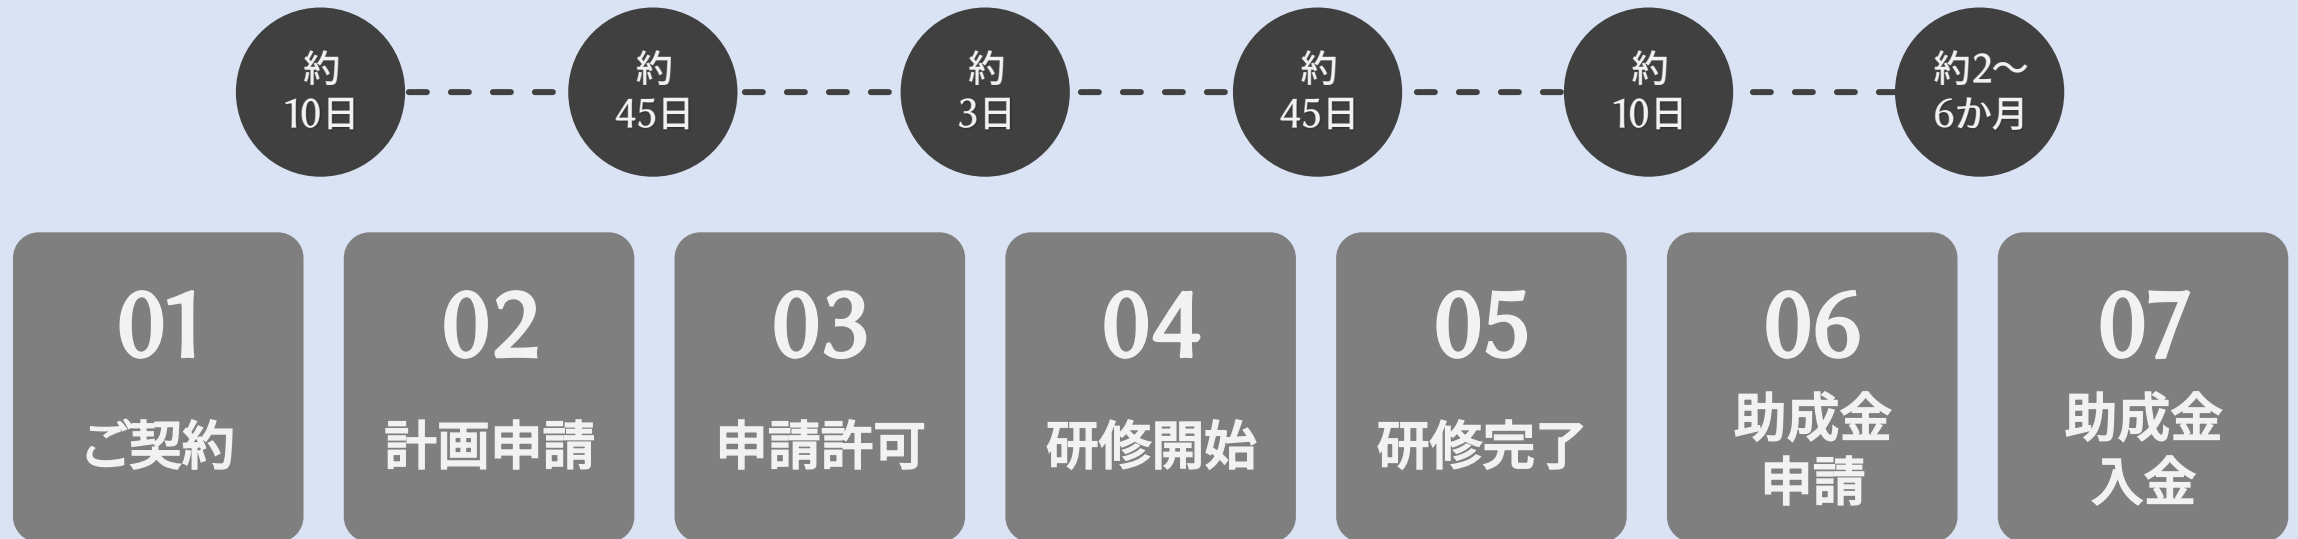 約
10日
約
45日
約
3日
約
45日
約
10日
約2～
6か月
01
ご契約
02
計画申請
03
申請許可
04
研修開始
05
研修完了
06
助成金
申請
07
助成金
入金